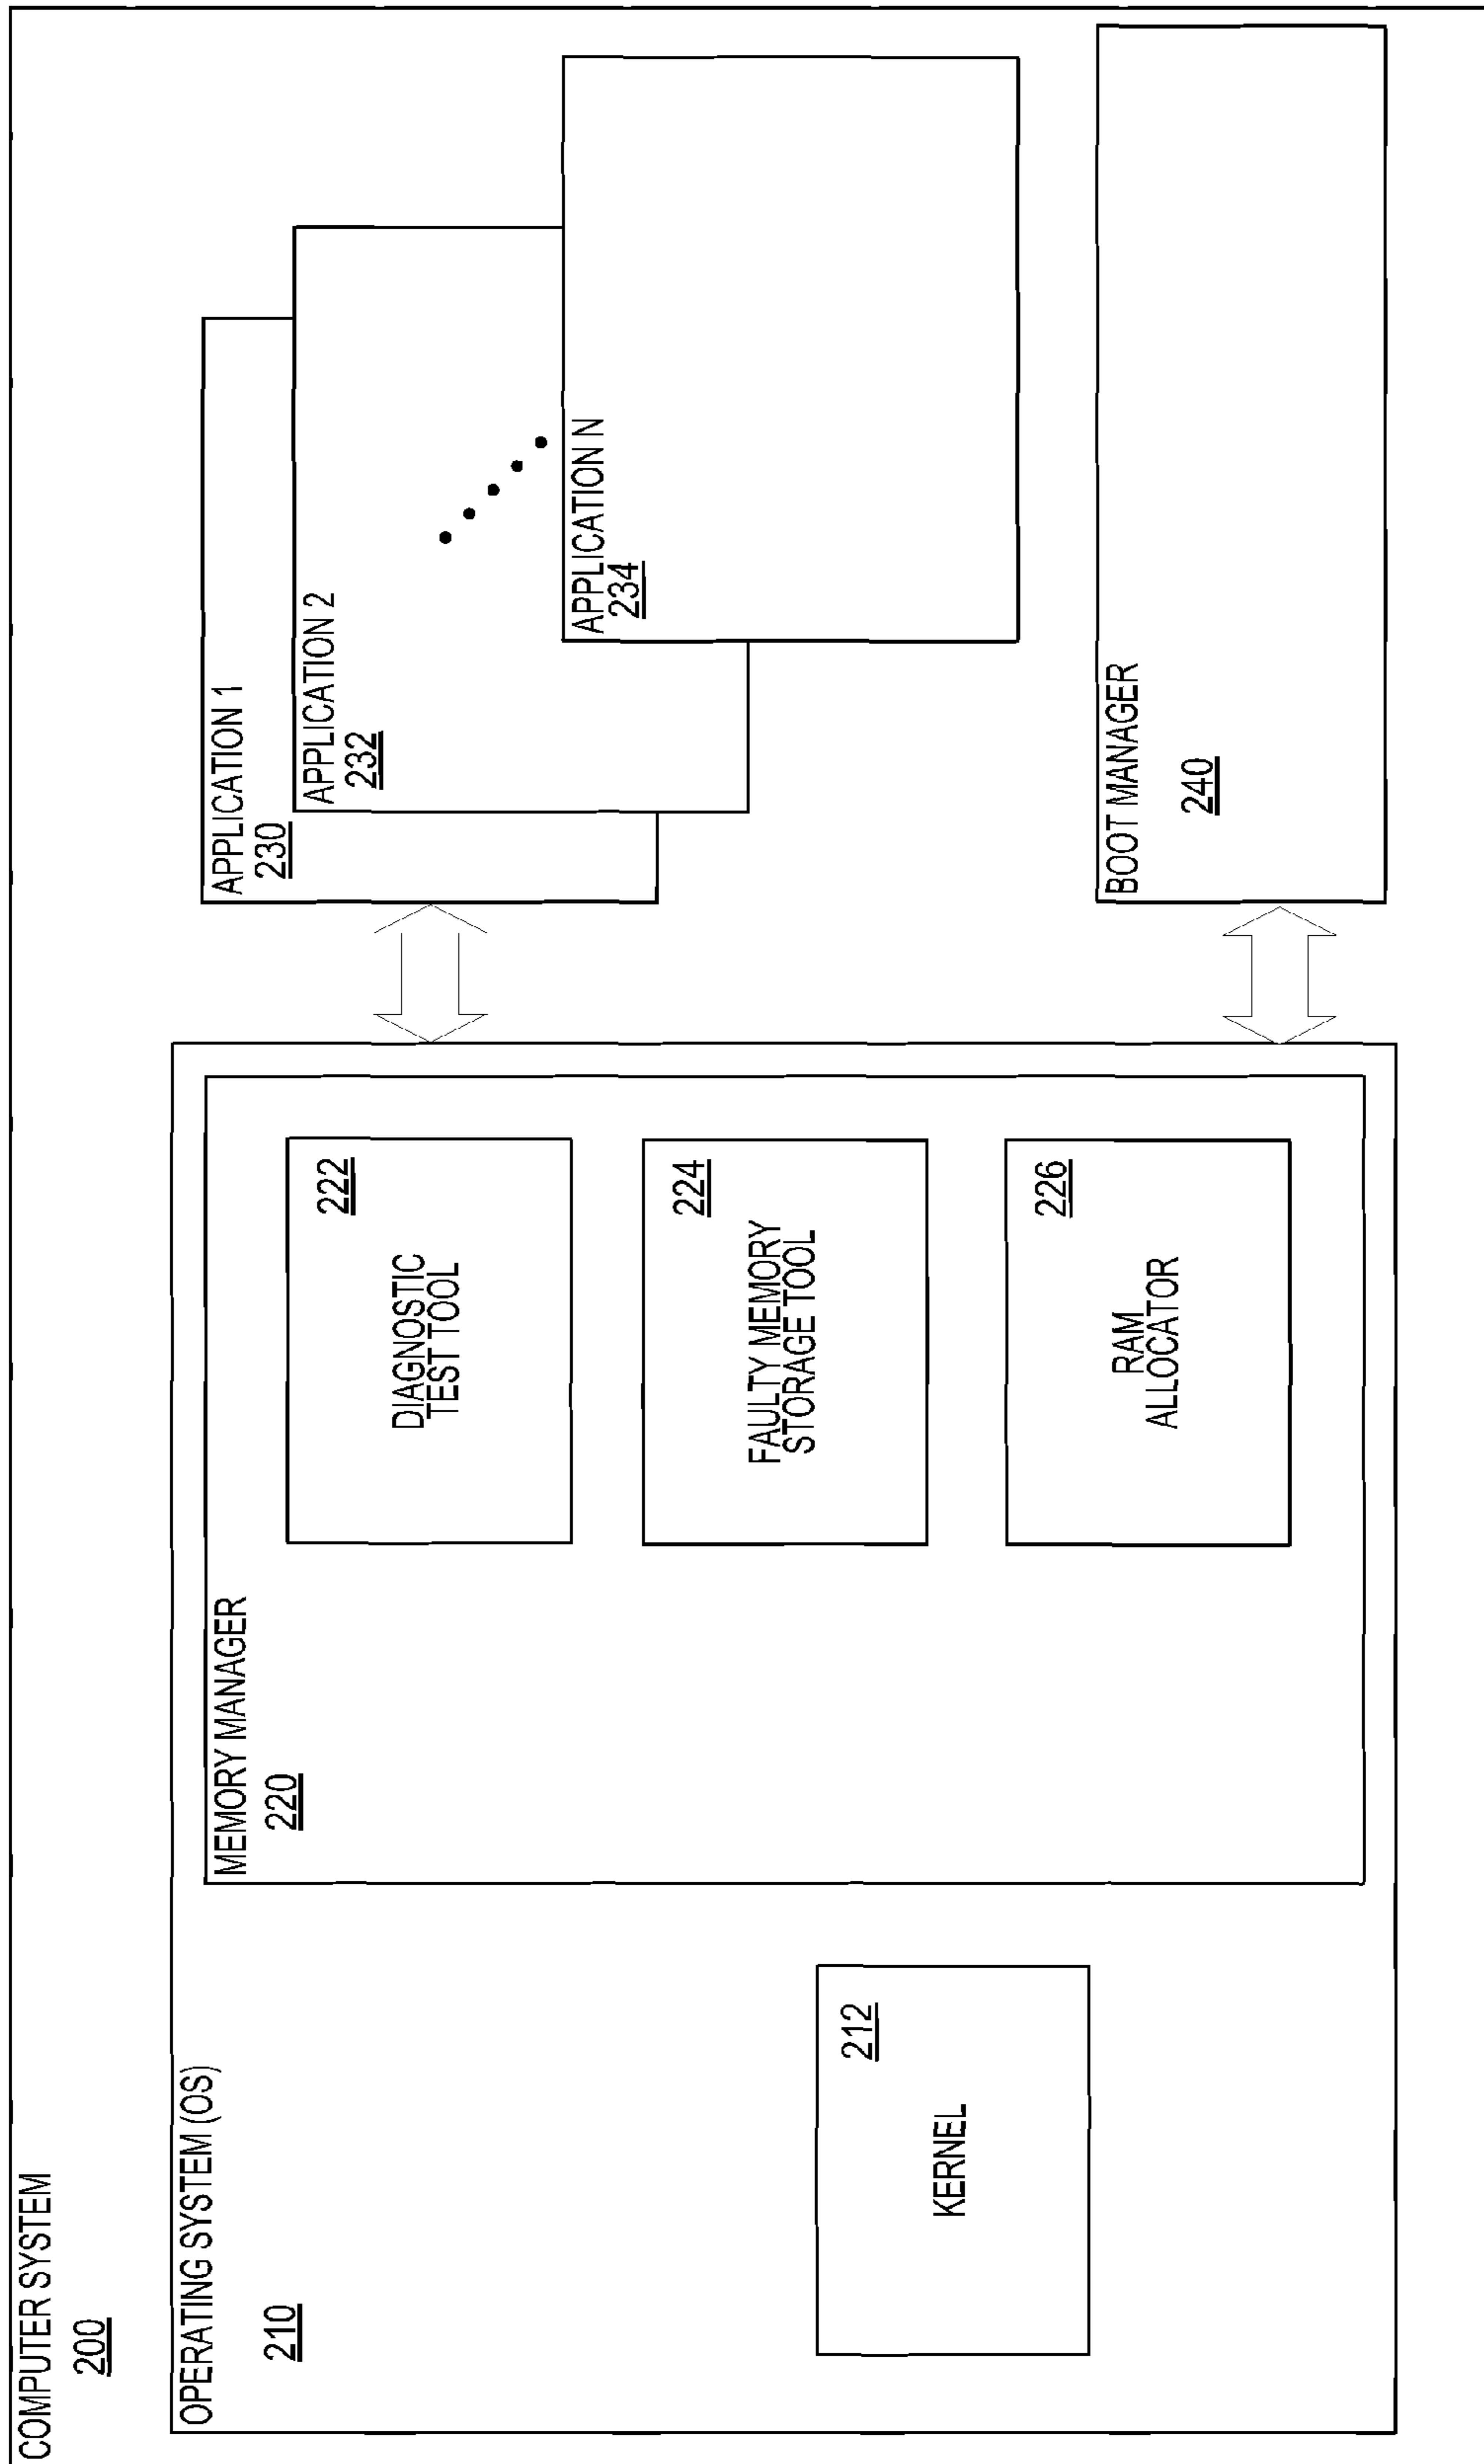 COMPUTER SYSTEM
200
OPERATING SYSTEM (OS)
210
KERNEL
212
MEMORY MANAGER
220
222
DIAGNOSTIC
TEST TOOL
224
FAULTY MEMORY
STORAGE TOOL
226
RAM
ALLOCATOR
APPLICATION 1
230
APPLICATION 2
232
APPLICATION N
234
BOOT MANAGER
240